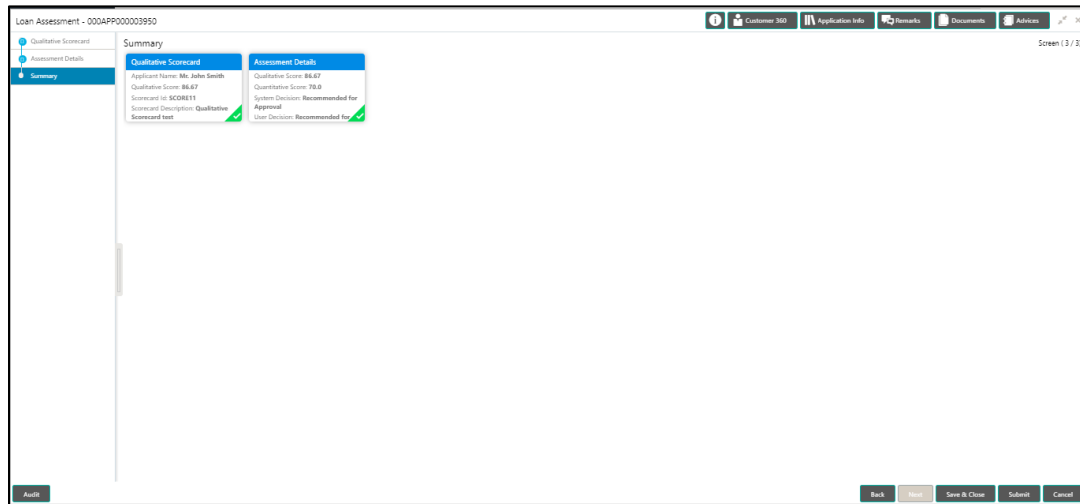 Loan Assessment - 000APP000003950
Customer 360
Application Info
Remarks
Documents
Advices
Qualitative Scorecard
Assessment Details
Summary
Summary
Screen ( 3 / 3)
Qualitative Scorecard
Applicant Name: Mr. John Smith
Qualitative Score: 86.67
Scorecard Id: SCORE11
Scorecard Description: Qualitative
Scorecard test
Assessment Details
Qualitative Score: 86.67
Quantitative Score: 70.0
System Decision: Recommended for
Approval
User Decision: Recommended for
Audit
Back
Next
Save & Close
Submit
Cancel